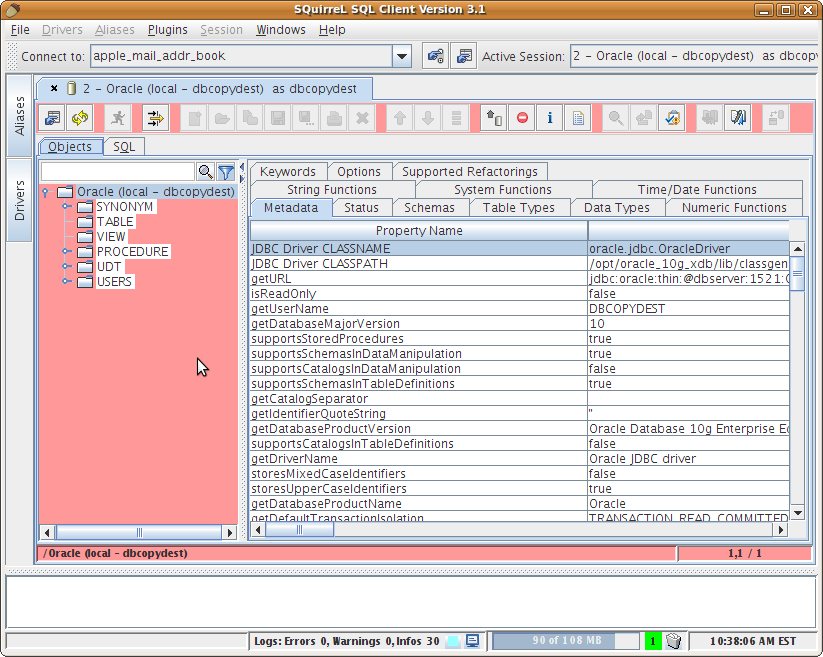 SQuirreL SQL Client Version 3.1
File Drivers Aliases Plugins Session Windows Help
Connect to: apple_mail_addr_book Active Session: 2 – Oracle (local – dbcopydest) as dbcopy
Aliases
Drivers
2 – Oracle (local – dbcopydest) as dbcopydest
Objects SQL
Oracle (local – dbcopydest)
SYNONYM
TABLE
VIEW
PROCEDURE
UDT
USERS
Keywords Options Supported Refactorings
String Functions System Functions Time/Date Functions
Metadata Status Schemas Table Types Data Types Numeric Functions
Property Name
JDBC Driver CLASSNAME oracle.jdbc.OracleDriver
JDBC Driver CLASSPATH /opt/oracle_10g_xdb/lib/classgen
getURL jdbc:oracle:thin:@dbserver:1521:
isReadOnly false
getUserName DBCOPYDEST
getDatabaseMajorVersion 10
supportsStoredProcedures true
supportsSchemasInDataManipulation true
supportsCatalogsInDataManipulation false
supportsSchemasInTableDefinitions true
getCatalogSeparator
getIdentifierQuoteString "
getDatabaseProductVersion Oracle Database 10g Enterprise Ed
supportsCatalogsInTableDefinitions false
getDriverName Oracle JDBC driver
storesMixedCaseIdentifiers false
storesUpperCaseIdentifiers true
getDatabaseProductName Oracle
getDefaultTransactionIsolation TRANSACTION_READ_COMMITTED
/Oracle (local – dbcopydest) 1,1 / 1
Logs: Errors 0, Warnings 0, Infos 30 90 of 108 MB 1 10:38:06 AM EST